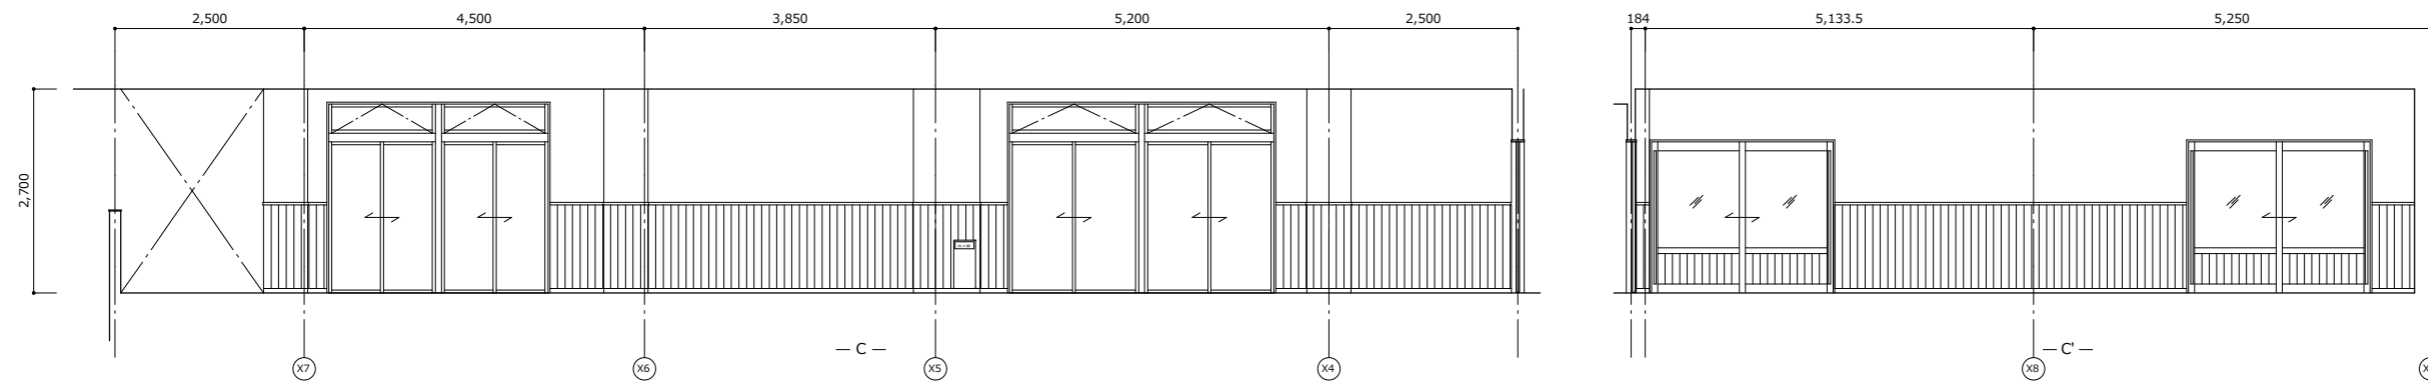 2,500 4,500 3,850 5,200 2,500 184 5,133.5 5,250
2,700
— C — — C' —
X7 X6 X5 X4 X8